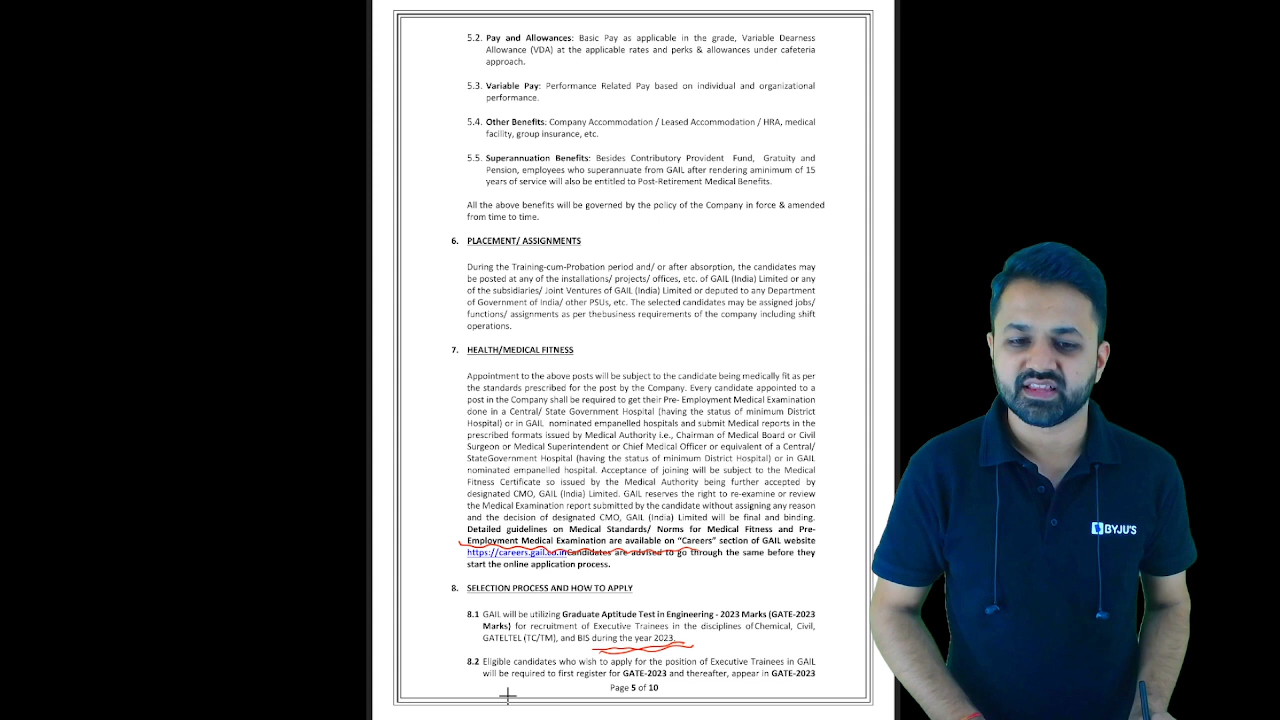 5.2. Pay and Allowances: Basic Pay as applicable in the grade, Variable Dearness
Allowance (VDA) at the applicable rates and perks & allowances under cafeteria
approach.
5.3. Variable Pay: Performance Related Pay based on individual and organizational
performance.
5.4. Other Benefits: Company Accommodation / Leased Accommodation / HRA, medical
facility, group insurance, etc.
5.5. Superannuation Benefits: Besides Contributory Provident Fund, Gratuity and
Pension, employees who superannuate from GAIL after rendering aminimum of 15
years of service will also be entitled to Post-Retirement Medical Benefits.
All the above benefits will be governed by the policy of the Company in force & amended
from time to time.
6. PLACEMENT/ ASSIGNMENTS
During the Training-cum-Probation period and/ or after absorption, the candidates may
be posted at any of the installations/ projects/ offices, etc. of GAIL (India) Limited or any
of the subsidiaries/ Joint Ventures of GAIL (India) Limited or deputed to any Department
of Government of India/ other PSUs, etc. The selected candidates may be assigned jobs/
functions/ assignments as per thebusiness requirements of the company including shift
operations.
7. HEALTH/MEDICAL FITNESS
Appointment to the above posts will be subject to the candidate being medically fit as per
the standards prescribed for the post by the Company. Every candidate appointed to a
post in the Company shall be required to get their Pre- Employment Medical Examination
done in a Central/ State Government Hospital (having the status of minimum District
Hospital) or in GAIL nominated empanelled hospitals and submit Medical reports in the
prescribed formats issued by Medical Authority i.e., Chairman of Medical Board or Civil
Surgeon or Medical Superintendent or Chief Medical Officer or equivalent of a Central/
StateGovernment Hospital (having the status of minimum District Hospital) or in GAIL
nominated empanelled hospital. Acceptance of joining will be subject to the Medical
Fitness Certificate so issued by the Medical Authority being further accepted by
designated CMO, GAIL (India) Limited. GAIL reserves the right to re-examine or review
the Medical Examination report submitted by the candidate without assigning any reason
and the decision of designated CMO, GAIL (India) Limited will be final and binding.
Detailed guidelines on Medical Standards/ Norms for Medical Fitness and Pre-
Employment Medical Examination are available on “Careers” section of GAIL website
https://careers.gail.co.inCandidates are advised to go through the same before they
start the online application process.
8. SELECTION PROCESS AND HOW TO APPLY
8.1 GAIL will be utilizing Graduate Aptitude Test in Engineering - 2023 Marks (GATE-2023
Marks) for recruitment of Executive Trainees in the disciplines ofChemical, Civil,
GATELTEL (TC/TM), and BIS during the year 2023.
8.2 Eligible candidates who wish to apply for the position of Executive Trainees in GAIL
will be required to first register for GATE-2023 and thereafter, appear in GATE-2023
Page 5 of 10
BYJU'S